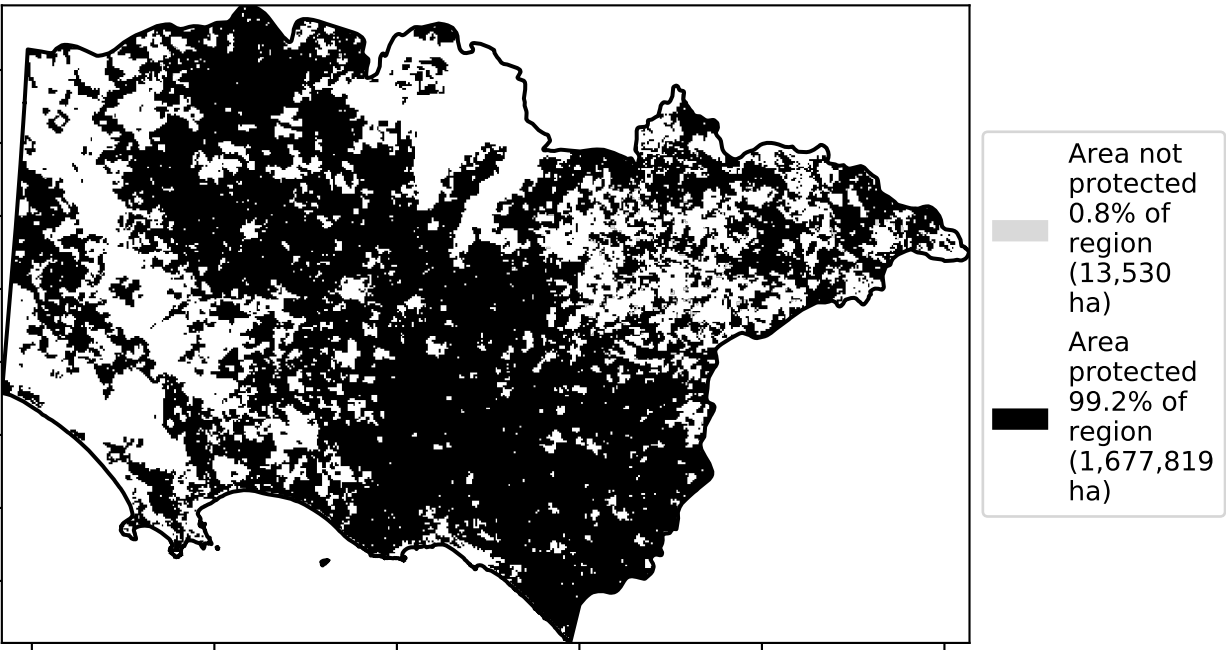 Area not
protected
0.8% of
region
(13,530
ha)
Area
protected
99.2% of
region
(1,677,819
ha)